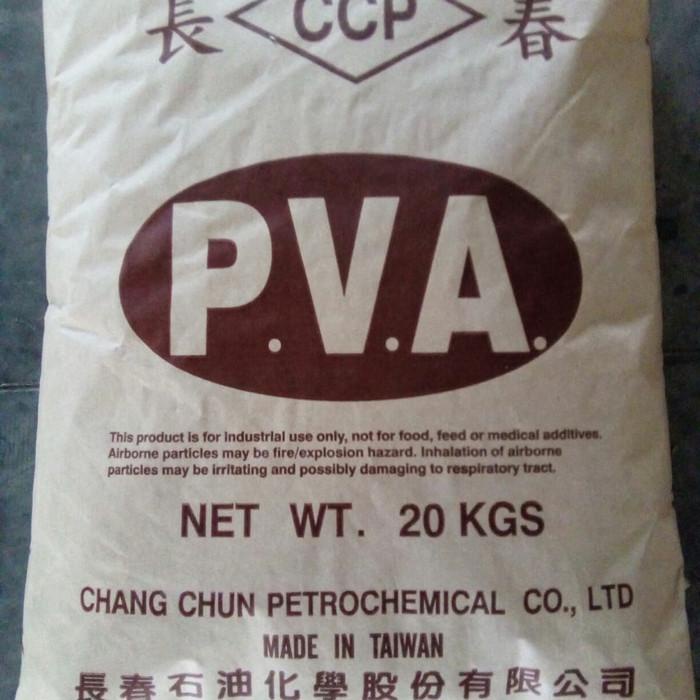 長 CCP 春
P.V.A.
This product is for industrial use only, not for food, feed or medical additives.
Airborne particles may be fire/explosion hazard. Inhalation of airborne
particles may be irritating and possibly damaging to respiratory tract.
NET WT. 20 KGS
CHANG CHUN PETROCHEMICAL CO., LTD
MADE IN TAIWAN
長春石油化學股份有限公司